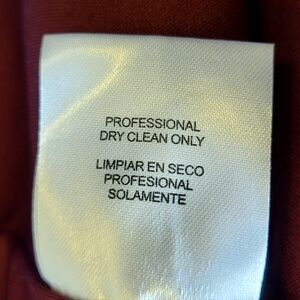 PROFESSIONAL
DRY CLEAN ONLY
LIMPIAR EN SECO
PROFESIONAL
SOLAMENTE